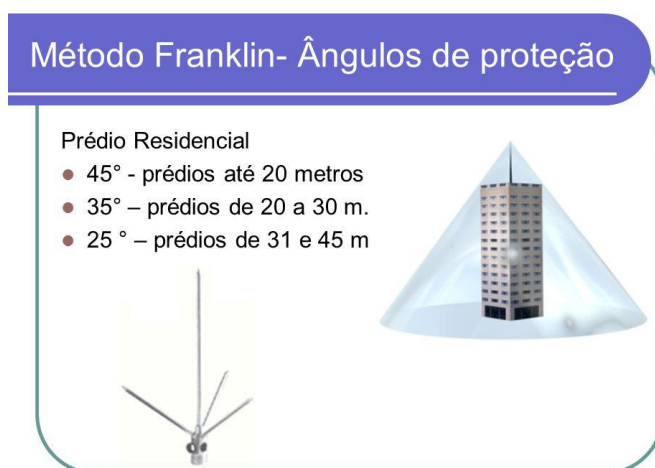 Método Franklin- Ângulos de proteção
Prédio Residencial
45° - prédios até 20 metros
35° – prédios de 20 a 30 m.
25 ° – prédios de 31 e 45 m